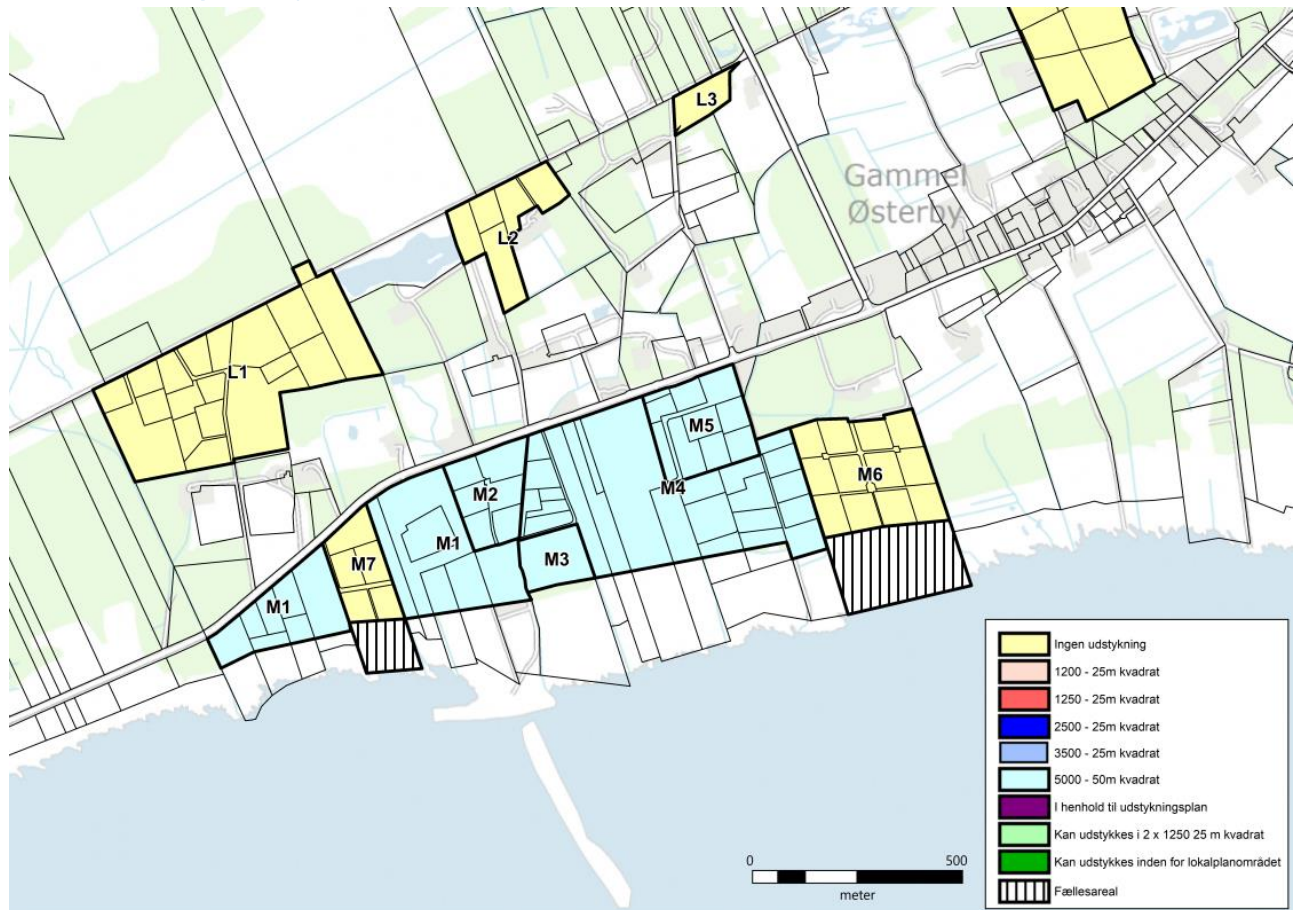 L3
Gammel
Østerby
L2
L1
M5
M6
M2
M4
M1
M3
M7
M1
Ingen udstykning
1200 - 25m kvadrat
1250 - 25m kvadrat
2500 - 25m kvadrat
3500 - 25m kvadrat
5000 - 50m kvadrat
I henhold til udstykningsplan
Kan udstykkes i 2 x 1250 25 m kvadrat
Kan udstykkes inden for lokalplanområdet
Fællesareal
0 500
meter